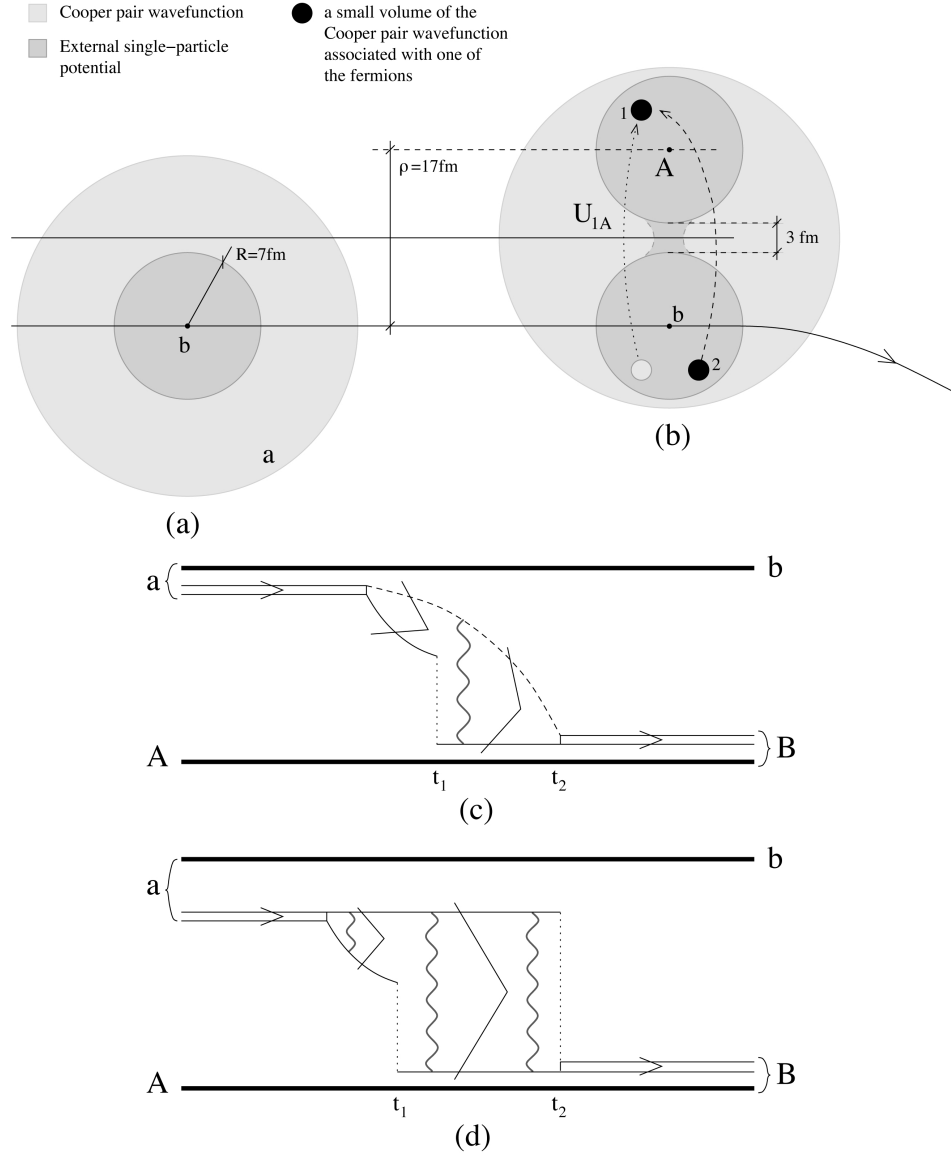 Cooper pair wavefunction
External single−particle
potential
a small volume of the
Cooper pair wavefunction
associated with one of
the fermions
ρ=17fm
R=7fm
b
a
(a)
1
A
U1A
3 fm
b
2
(b)
a
b
A
B
t1
t2
(c)
a
b
A
B
t1
t2
(d)